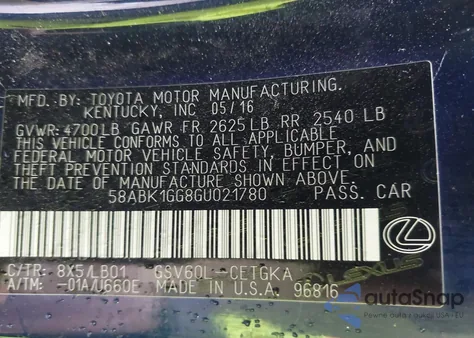 MFD. BY: TOYOTA MOTOR MANUFACTURING.
KENTUCKY, INC 05/16
GVWR:4700LB GAWR FR 2625LB RR 2540 LB
THIS VEHICLE CONFORMS TO ALL APPLICABLE
FEDERAL MOTOR VEHICLE SAFETY, BUMPER, AND
THEFT PREVENTION STANDARDS IN EFFECT ON
THE DATE OF MANUFACTURE SHOWN ABOVE.
58ABK1GG8GU021780 PASS. CAR
C/TR: 8X5/LB01 GSV60L-CETGKA
A/TM: -01A/U660E MADE IN U.S.A. 96816
LEXUS
autoSnap